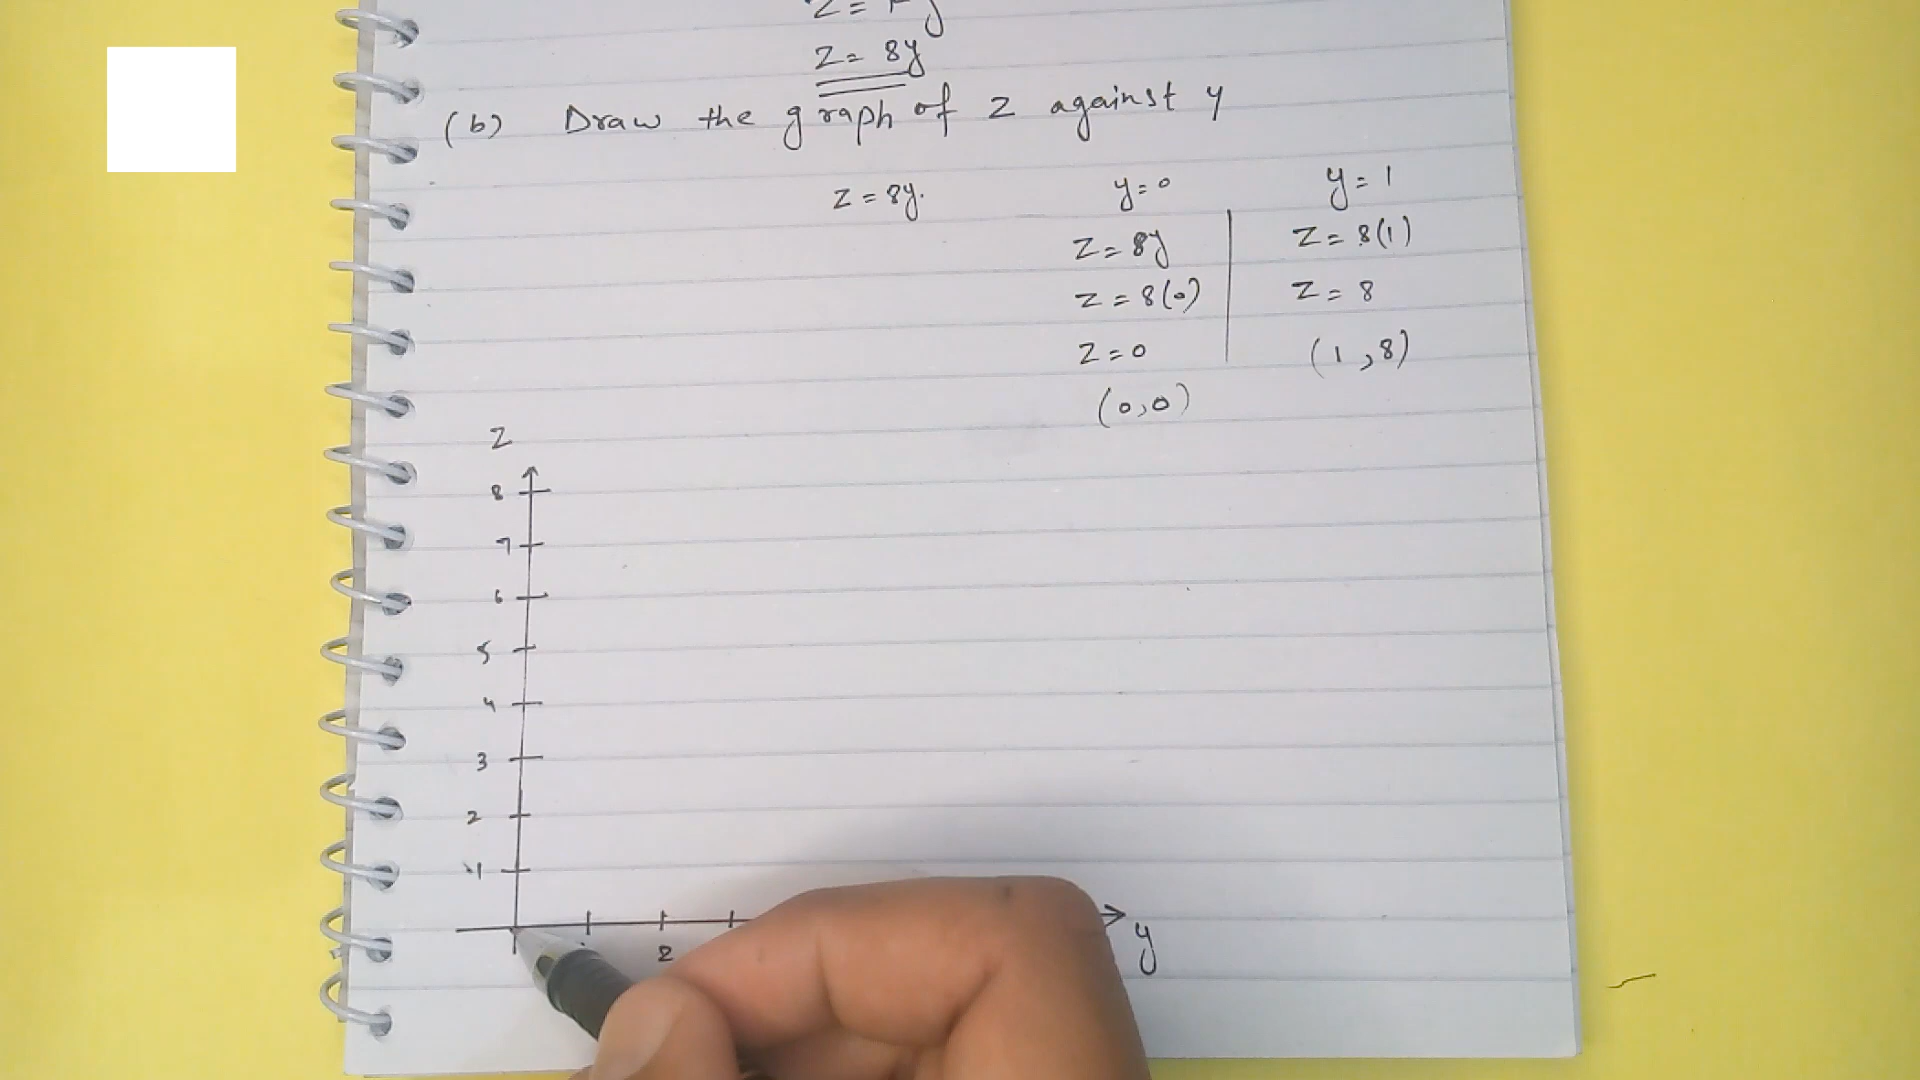 z = 8y
(b) Draw the graph of z against y
z = 8y.
y = 0
z = 8y
z = 8(0)
z = 0
(0,0)
y = 1
z = 8(1)
z = 8
(1,8)
z
8
7
6
5
4
3
2
1
2
y